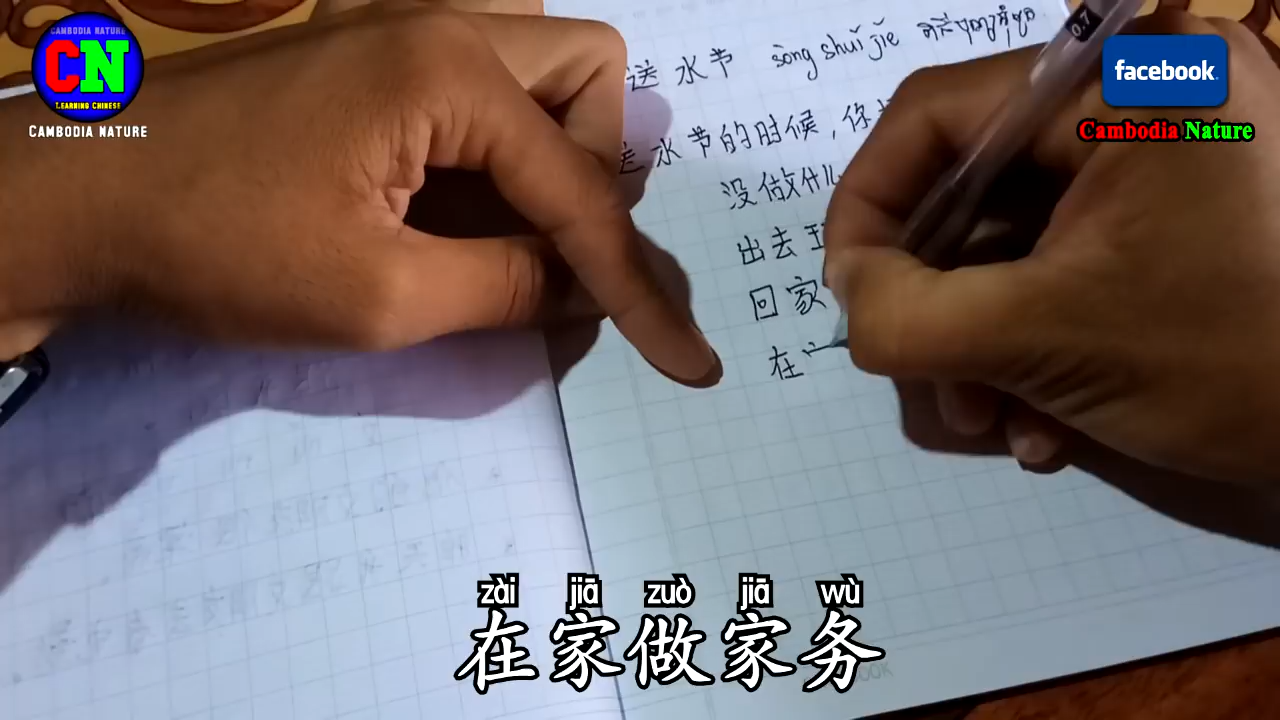 CAMBODIA NATURE
CN
LEARNING CHINESE
CAMBODIA NATURE
facebook
Cambodia Nature
0.7
送水节 sòng shuǐ jié
送水节的时候，你
没做什
出去
回家
在
zài jiā zuò jiā wù
在家做家务